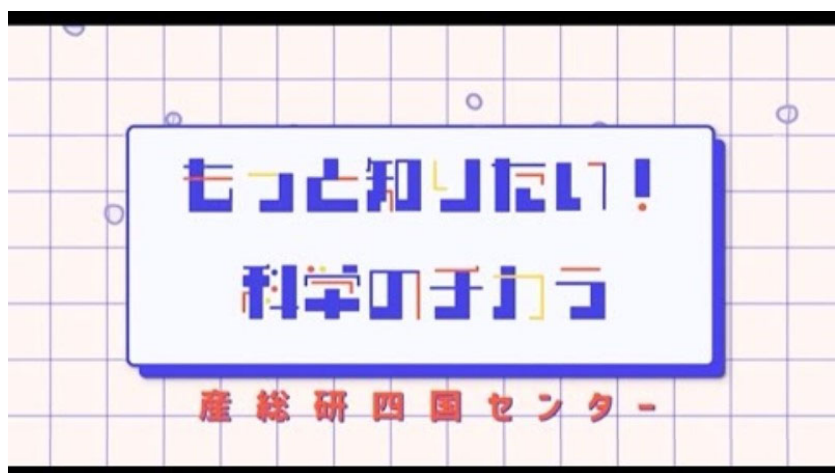 もっと知りたい!
科学のチカラ
産総研四国センター